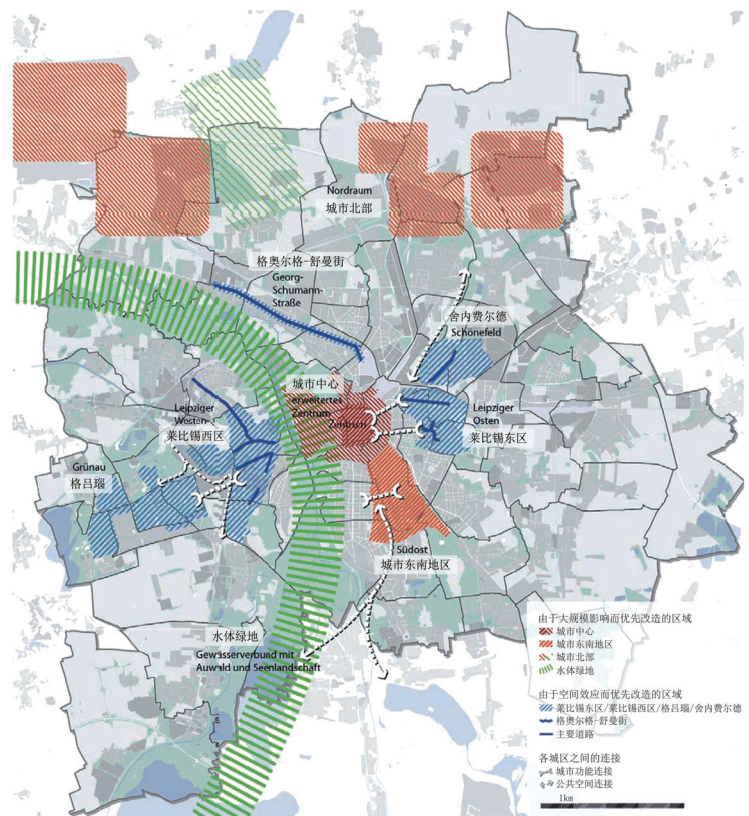 Nordraum
城市北部
格奥尔格-舒曼街
Georg-
Schumann-
Straße
舍内费尔德
Schönefeld
城市中心
erweitertes
Zentrum
Zentrum
Leipziger
Westen
莱比锡西区
Leipziger
Osten
莱比锡东区
Grünau
格吕瑙
Südost
城市东南地区
水体绿地
Gewässerverbund mit
Auwald und Seenlandschaft
由于大规模影响而优先改造的区域
城市中心
城市东南地区
城市北部
水体绿地
由于空间效应而优先改造的区域
莱比锡东区/莱比锡西区/格吕瑙/舍内费尔德
格奥尔格-舒曼街
主要道路
各城区之间的连接
城市功能连接
公共空间连接
1km